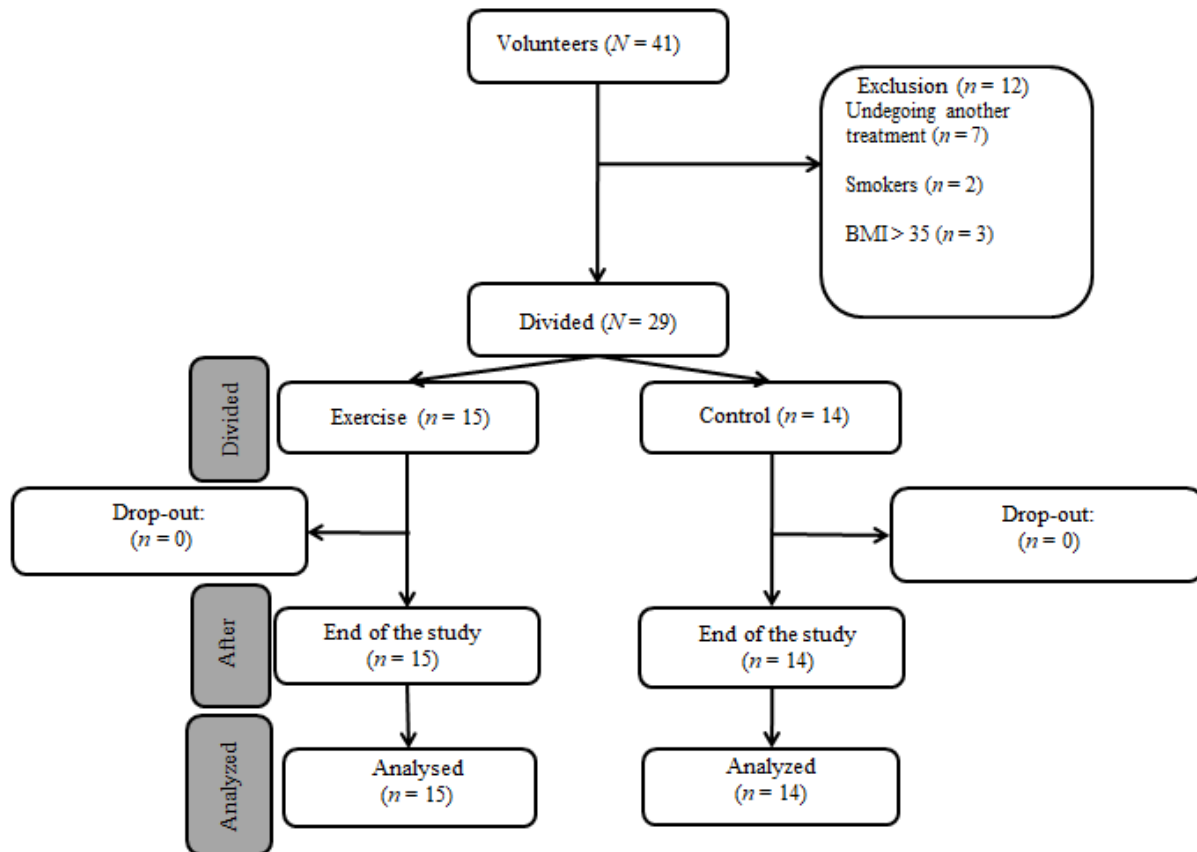 Volunteers (N = 41)
Exclusion (n = 12)
Undegoing another
treatment (n = 7)
Smokers (n = 2)
BMI > 35 (n = 3)
Divided (N = 29)
Divided
Exercise (n = 15)
Control (n = 14)
Drop-out:
(n = 0)
Drop-out:
(n = 0)
After
End of the study
(n = 15)
End of the study
(n = 14)
Analyzed
Analysed
(n = 15)
Analyzed
(n = 14)